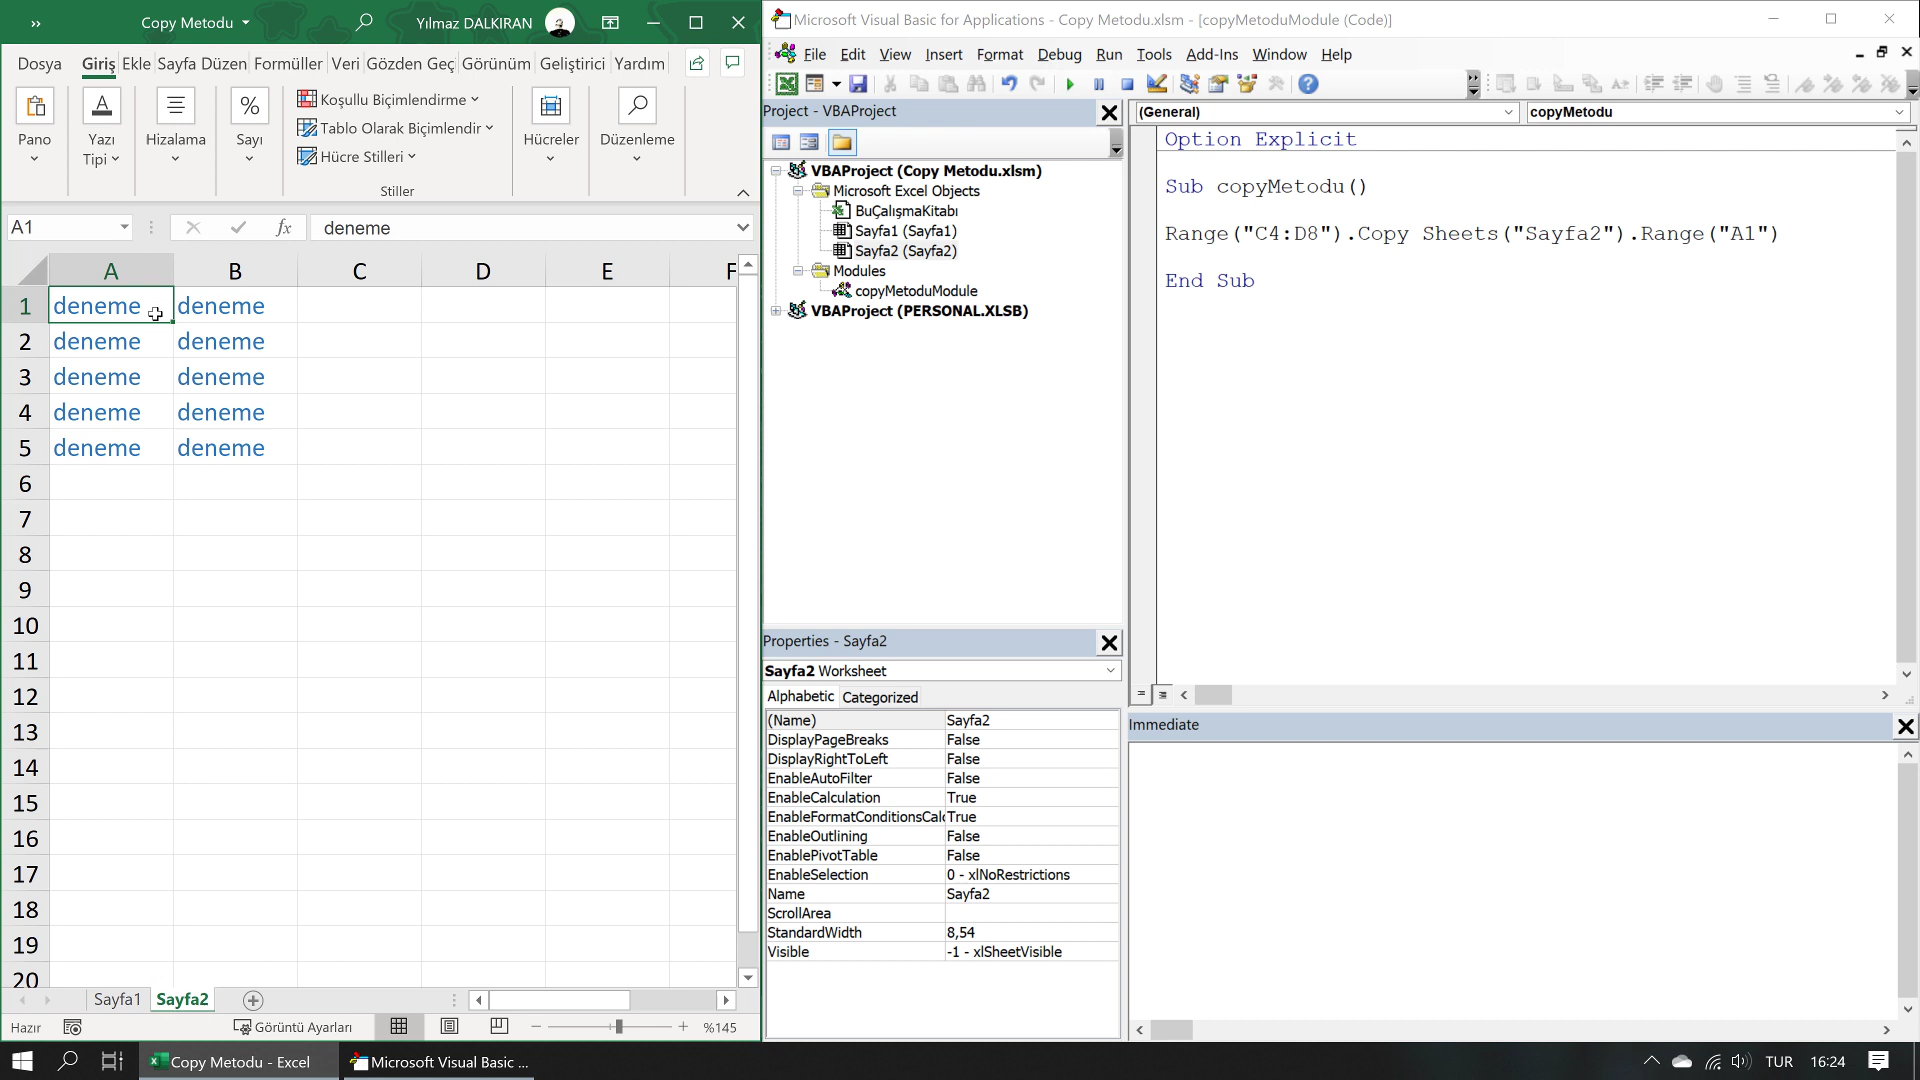 Copy Metodu
Yılmaz DALKIRAN
Dosya Giriş Ekle Sayfa Düzen Formüller Veri Gözden Geç Görünüm Geliştirici Yardım
Pano
Yazı Tipi
Hizalama
Sayı
Koşullu Biçimlendirme
Tablo Olarak Biçimlendir
Hücre Stilleri
Stiller
Hücreler
Düzenleme
A1
fx
deneme
A B C D E F
1 deneme deneme
2 deneme deneme
3 deneme deneme
4 deneme deneme
5 deneme deneme
6
7
8
9
10
11
12
13
14
15
16
17
18
19
20
Sayfa1 Sayfa2
Hazır
Görüntü Ayarları
%145
Microsoft Visual Basic for Applications - Copy Metodu.xlsm - [copyMetoduModule (Code)]
File Edit View Insert Format Debug Run Tools Add-Ins Window Help
Project - VBAProject
VBAProject (Copy Metodu.xlsm)
Microsoft Excel Objects
BuÇalışmaKitabı
Sayfa1 (Sayfa1)
Sayfa2 (Sayfa2)
Modules
copyMetoduModule
VBAProject (PERSONAL.XLSB)
Properties - Sayfa2
Sayfa2 Worksheet
Alphabetic Categorized
(Name) Sayfa2
DisplayPageBreaks False
DisplayRightToLeft False
EnableAutoFilter False
EnableCalculation True
EnableFormatConditionsCalc True
EnableOutlining False
EnablePivotTable False
EnableSelection 0 - xlNoRestrictions
Name Sayfa2
ScrollArea
StandardWidth 8,54
Visible -1 - xlSheetVisible
(General)
copyMetodu
Option Explicit
Sub copyMetodu()
Range("C4:D8").Copy Sheets("Sayfa2").Range("A1")
End Sub
Immediate
Copy Metodu - Excel
Microsoft Visual Basic ...
TUR
16:24